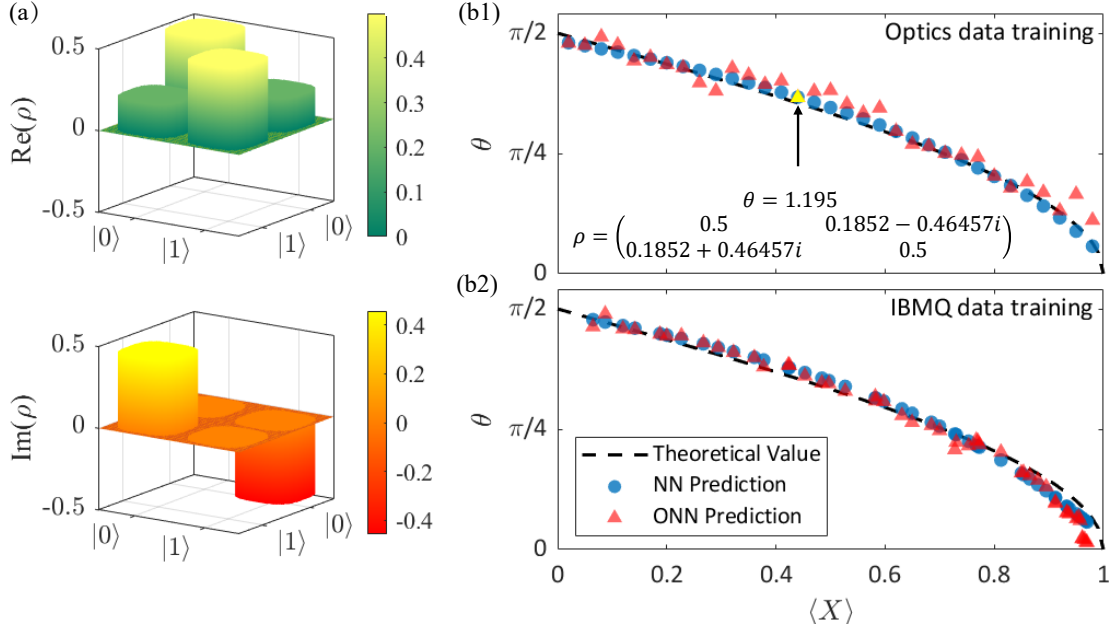 (a)
0.5
0
-0.5
Re(ρ)
|0⟩
|1⟩
|1⟩
|0⟩
0.4
0.3
0.2
0.1
0
0.5
0
-0.5
Im(ρ)
|0⟩
|1⟩
|1⟩
|0⟩
0.4
0.2
0
-0.2
-0.4
(b1)
Optics data training
π/2
π/4
0
θ
θ = 1.195
ρ = ( 0.5 0.1852 − 0.46457i
0.1852 + 0.46457i 0.5 )
(b2)
IBMQ data training
π/2
π/4
0
θ
Theoretical Value
NN Prediction
ONN Prediction
0 0.2 0.4 0.6 0.8 1
⟨X⟩